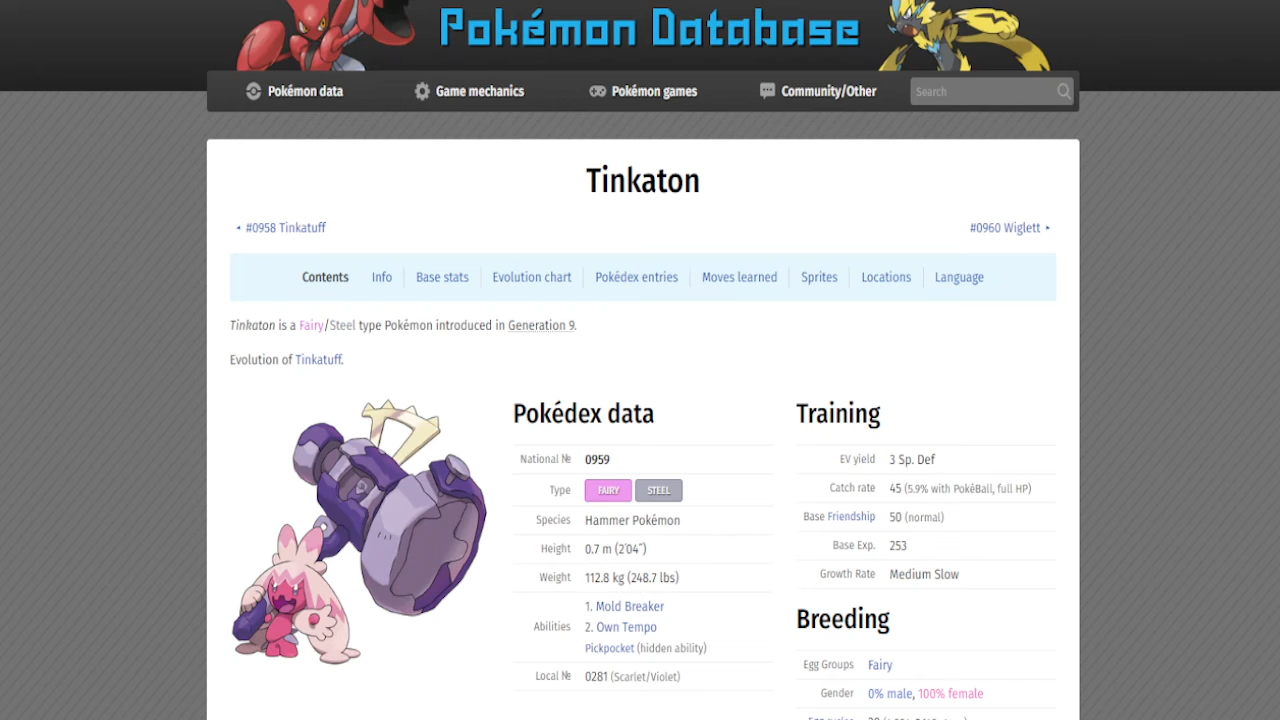 Pokémon Database
Pokémon data
Game mechanics
Pokémon games
Community/Other
Search
Tinkaton
◂ #0958 Tinkatuff
#0960 Wiglett ▸
Contents
Info
Base stats
Evolution chart
Pokédex entries
Moves learned
Sprites
Locations
Language
Tinkaton is a Fairy/Steel type Pokémon introduced in Generation 9.
Evolution of Tinkatuff.
Pokédex data
National № 0959
Type FAIRY STEEL
Species Hammer Pokémon
Height 0.7 m (2′04″)
Weight 112.8 kg (248.7 lbs)
Abilities 1. Mold Breaker
2. Own Tempo
Pickpocket (hidden ability)
Local № 0281 (Scarlet/Violet)
Training
EV yield 3 Sp. Def
Catch rate 45 (5.9% with PokéBall, full HP)
Base Friendship 50 (normal)
Base Exp. 253
Growth Rate Medium Slow
Breeding
Egg Groups Fairy
Gender 0% male, 100% female